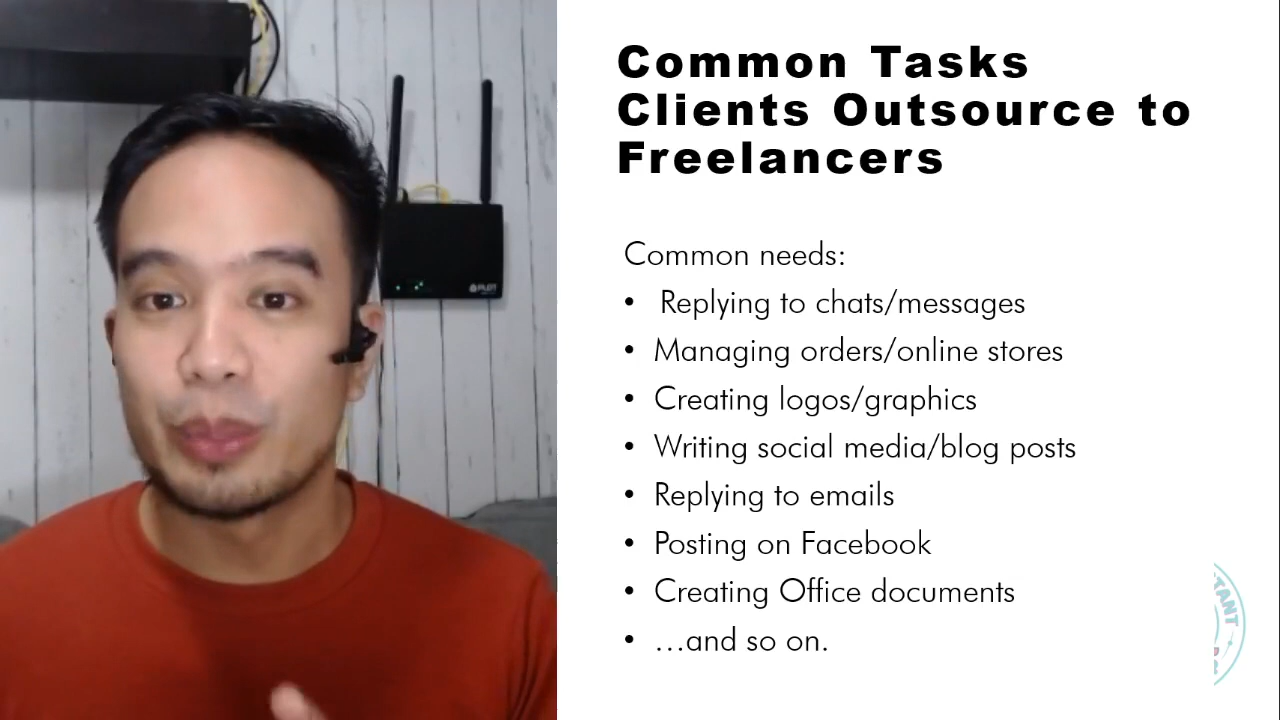 Common Tasks
Clients Outsource to
Freelancers
Common needs:
• Replying to chats/messages
• Managing orders/online stores
• Creating logos/graphics
• Writing social media/blog posts
• Replying to emails
• Posting on Facebook
• Creating Office documents
• …and so on.